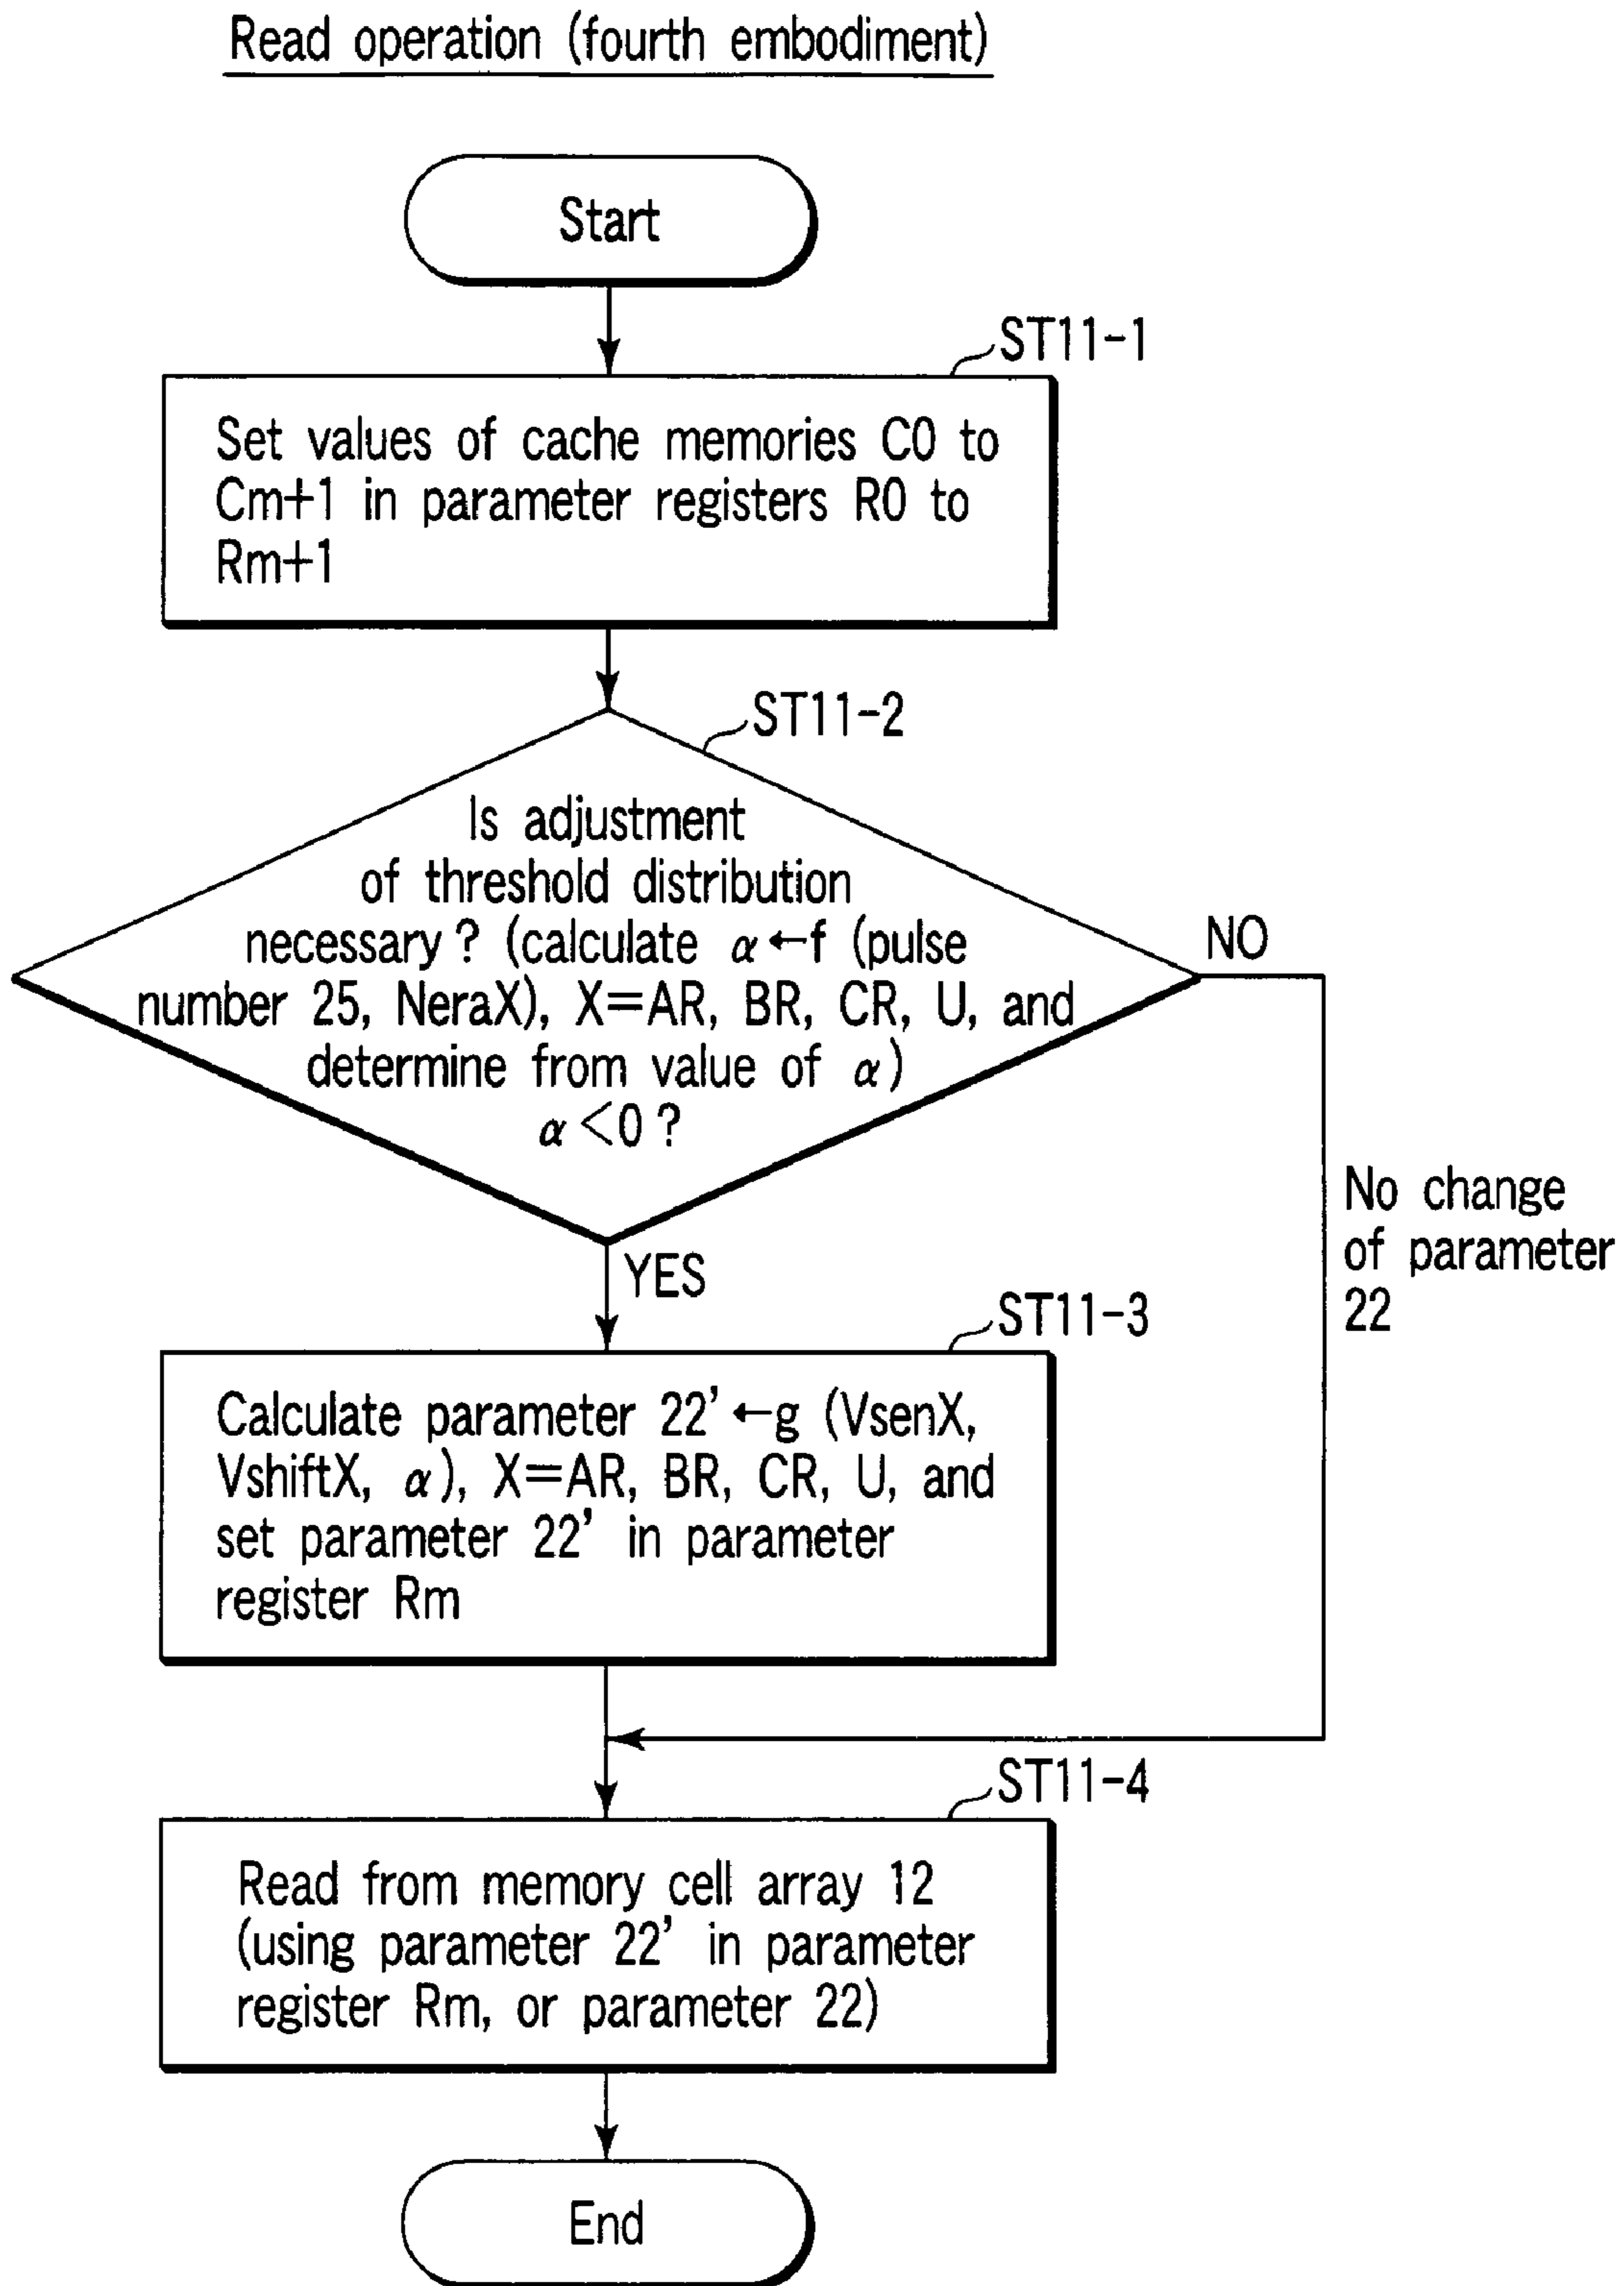 Read operation (fourth embodiment)
Start
ST11-1
Set values of cache memories C0 to
Cm+1 in parameter registers R0 to
Rm+1
ST11-2
Is adjustment
of threshold distribution
necessary? (calculate α←f (pulse
number 25, NeraX), X=AR, BR, CR, U, and
determine from value of α)
α<0?
NO
No change
of parameter
22
YES
ST11-3
Calculate parameter 22'←g (VsenX,
VshiftX, α), X=AR, BR, CR, U, and
set parameter 22' in parameter
register Rm
ST11-4
Read from memory cell array 12
(using parameter 22' in parameter
register Rm, or parameter 22)
End